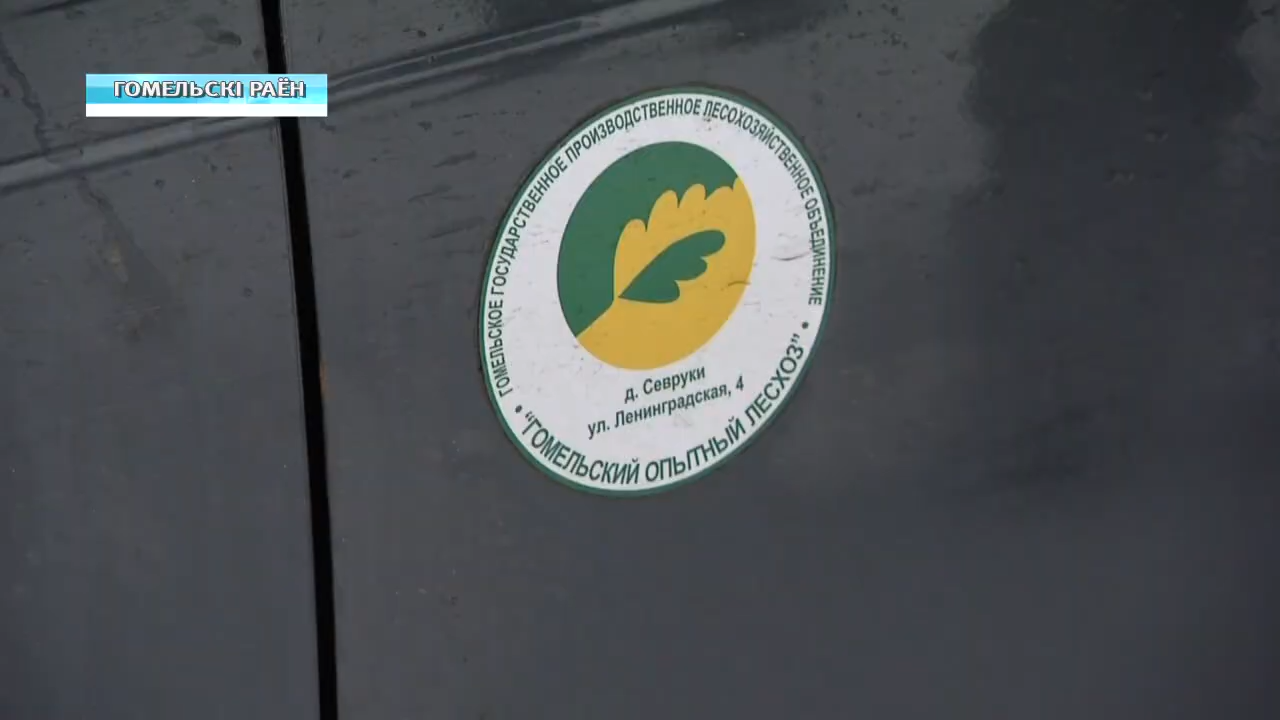 ГОМЕЛЬСКІ РАЁН
ГОМЕЛЬСКОЕ ГОСУДАРСТВЕННОЕ ПРОИЗВОДСТВЕННОЕ ЛЕСОХОЗЯЙСТВЕННОЕ ОБЪЕДИНЕНИЕ
д. Севруки
ул. Ленинградская, 4
• "ГОМЕЛЬСКИЙ ОПЫТНЫЙ ЛЕСХОЗ" •